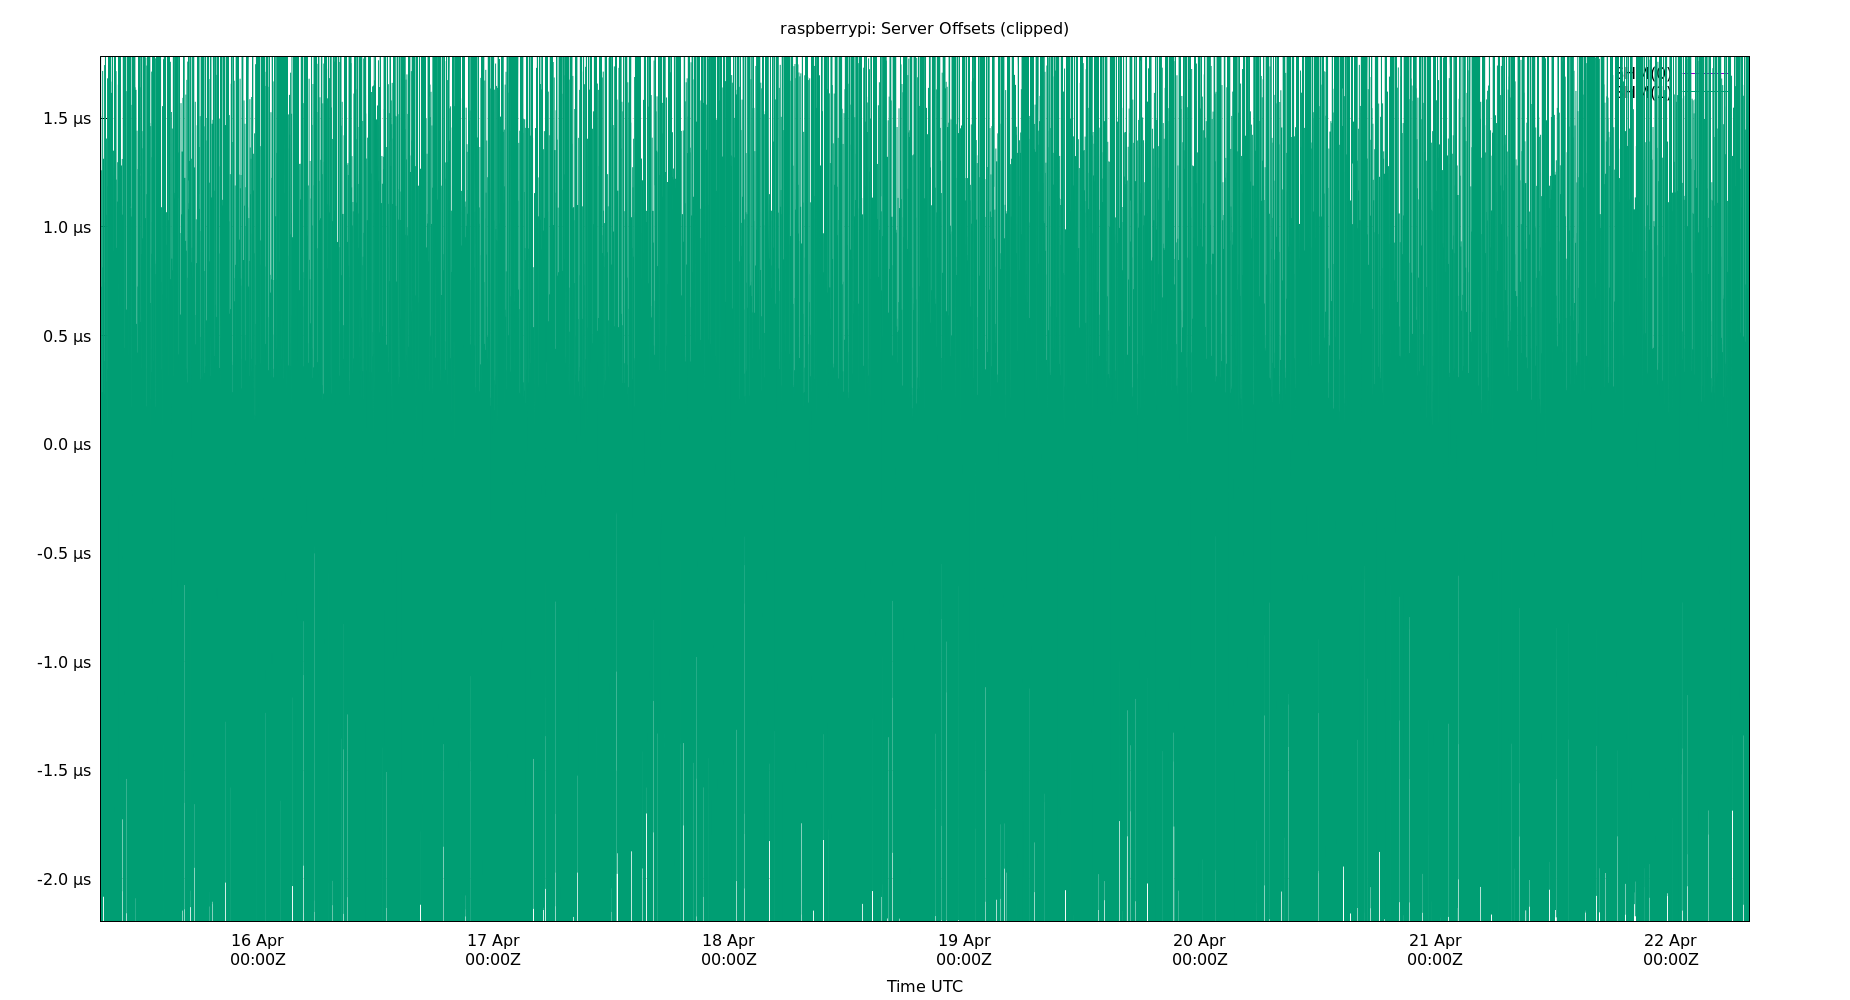 raspberrypi: Server Offsets (clipped)
1.5 µs
1.0 µs
0.5 µs
0.0 µs
-0.5 µs
-1.0 µs
-1.5 µs
-2.0 µs
16 Apr 17 Apr 18 Apr 19 Apr 20 Apr 21 Apr 22 Apr
00:00Z 00:00Z 00:00Z 00:00Z 00:00Z 00:00Z 00:00Z
Time UTC